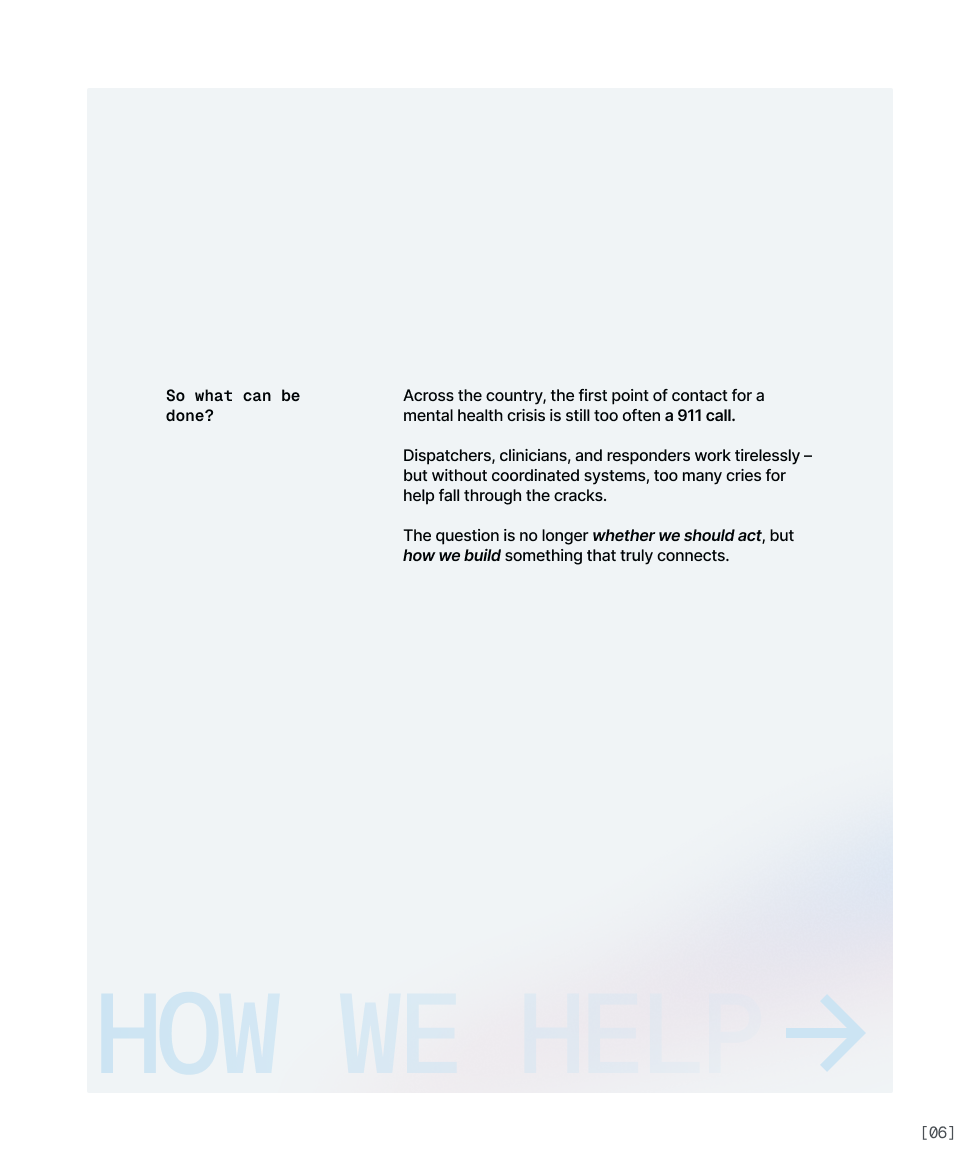 So what can be
done?
Across the country, the first point of contact for a
mental health crisis is still too often a 911 call.
Dispatchers, clinicians, and responders work tirelessly –
but without coordinated systems, too many cries for
help fall through the cracks.
The question is no longer whether we should act, but
how we build something that truly connects.
HOW WE HELP →
[06]